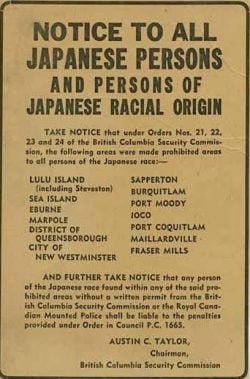 NOTICE TO ALL
JAPANESE PERSONS
AND PERSONS OF
JAPANESE RACIAL ORIGIN
TAKE NOTICE that under Orders Nos. 21, 22,
23 and 24 of the British Columbia Security Commis-
sion, the following areas were made prohibited areas
to all persons of the Japanese race:—
LULU ISLAND
(including Steveston)
SEA ISLAND
EBURNE
MARPOLE
DISTRICT OF
QUEENSBOROUGH
CITY OF
NEW WESTMINSTER
SAPPERTON
BURQUITLAM
PORT MOODY
IOCO
PORT COQUITLAM
MAILLARDVILLE
FRASER MILLS
AND FURTHER TAKE NOTICE that any person
of the Japanese race found within any of the said pro-
hibited areas without a written permit from the Brit-
ish Columbia Security Commission or the Royal Cana-
dian Mounted Police shall be liable to the penalties
provided under Order in Council P.C. 1665.
AUSTIN C. TAYLOR,
Chairman,
British Columbia Security Commission